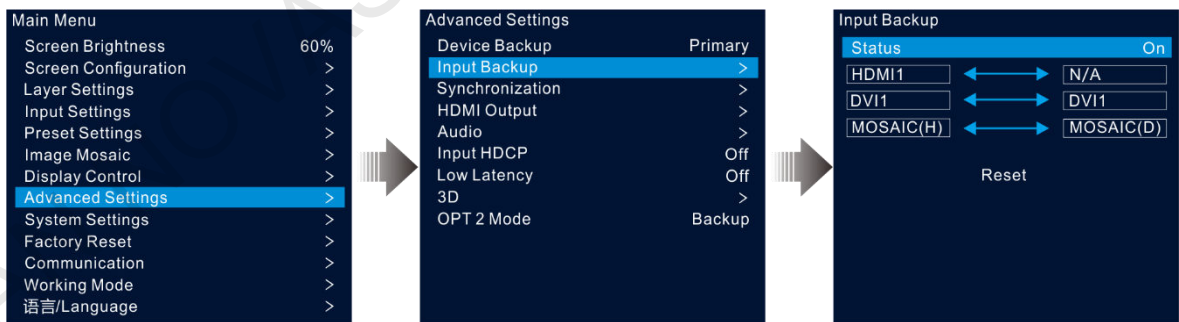 Main Menu
Screen Brightness 60%
Screen Configuration >
Layer Settings >
Input Settings >
Preset Settings >
Image Mosaic >
Display Control >
Advanced Settings >
System Settings >
Factory Reset >
Communication >
Working Mode >
语言/Language >
Advanced Settings
Device Backup Primary
Input Backup >
Synchronization >
HDMI Output >
Audio >
Input HDCP Off
Low Latency Off
3D >
OPT 2 Mode Backup
Input Backup
Status On
HDMI1 N/A
DVI1 DVI1
MOSAIC(H) MOSAIC(D)
Reset